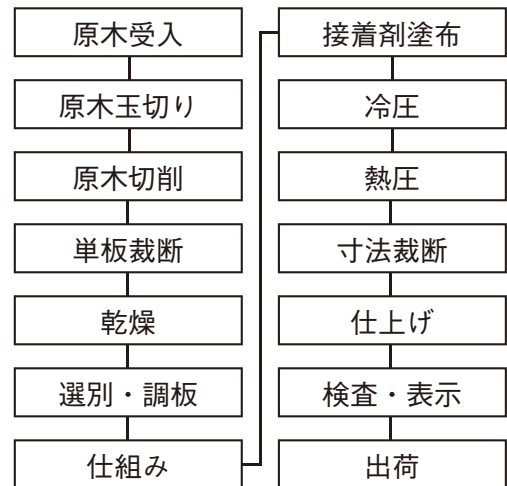 原木受入
原木玉切り
原木切削
単板裁断
乾燥
選別・調板
仕組み
接着剤塗布
冷圧
熱圧
寸法裁断
仕上げ
検査・表示
出荷